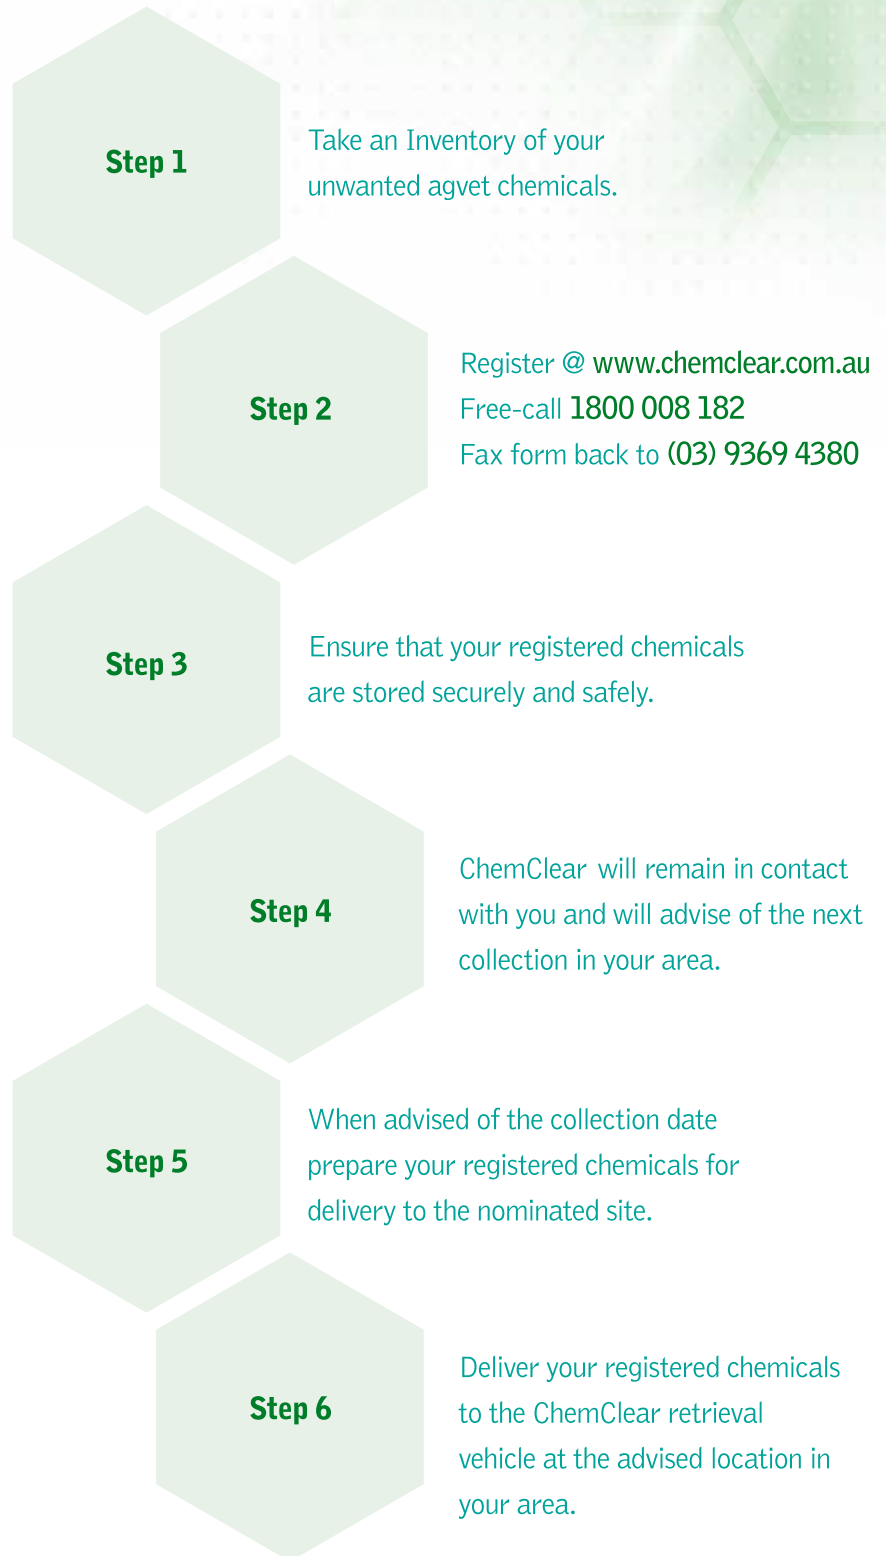 Step 1
Take an Inventory of your
unwanted agvet chemicals.
Step 2
Register @ www.chemclear.com.au
Free-call 1800 008 182
Fax form back to (03) 9369 4380
Step 3
Ensure that your registered chemicals
are stored securely and safely.
Step 4
ChemClear will remain in contact
with you and will advise of the next
collection in your area.
Step 5
When advised of the collection date
prepare your registered chemicals for
delivery to the nominated site.
Step 6
Deliver your registered chemicals
to the ChemClear retrieval
vehicle at the advised location in
your area.